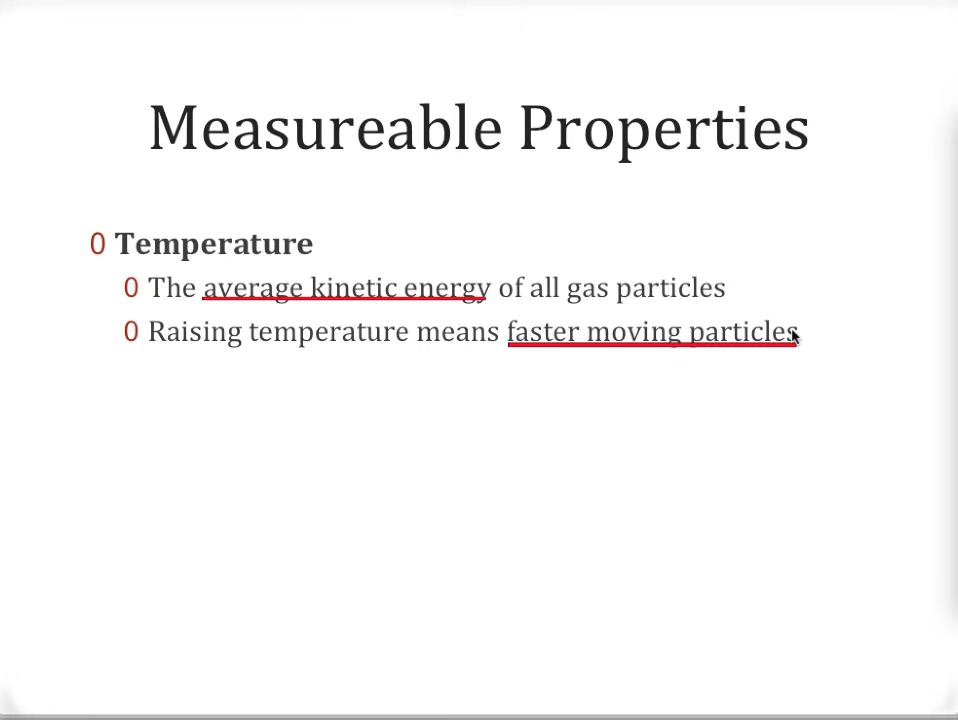 Measureable Properties
0 Temperature
0 The average kinetic energy of all gas particles
0 Raising temperature means faster moving particles